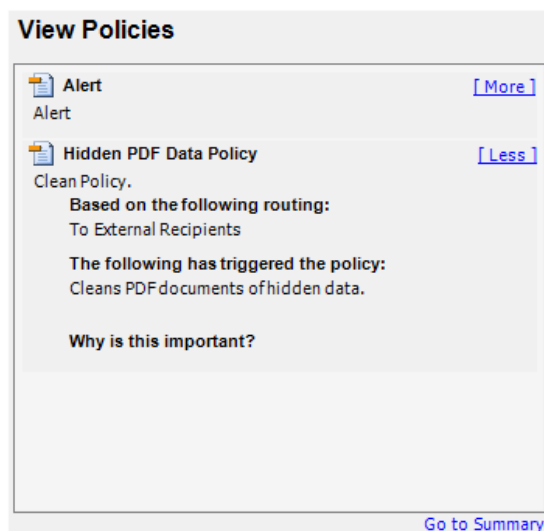 View Policies
Alert [ More ]
Alert
Hidden PDF Data Policy [ Less ]
Clean Policy.
Based on the following routing:
To External Recipients
The following has triggered the policy:
Cleans PDF documents of hidden data.
Why is this important?
Go to Summary